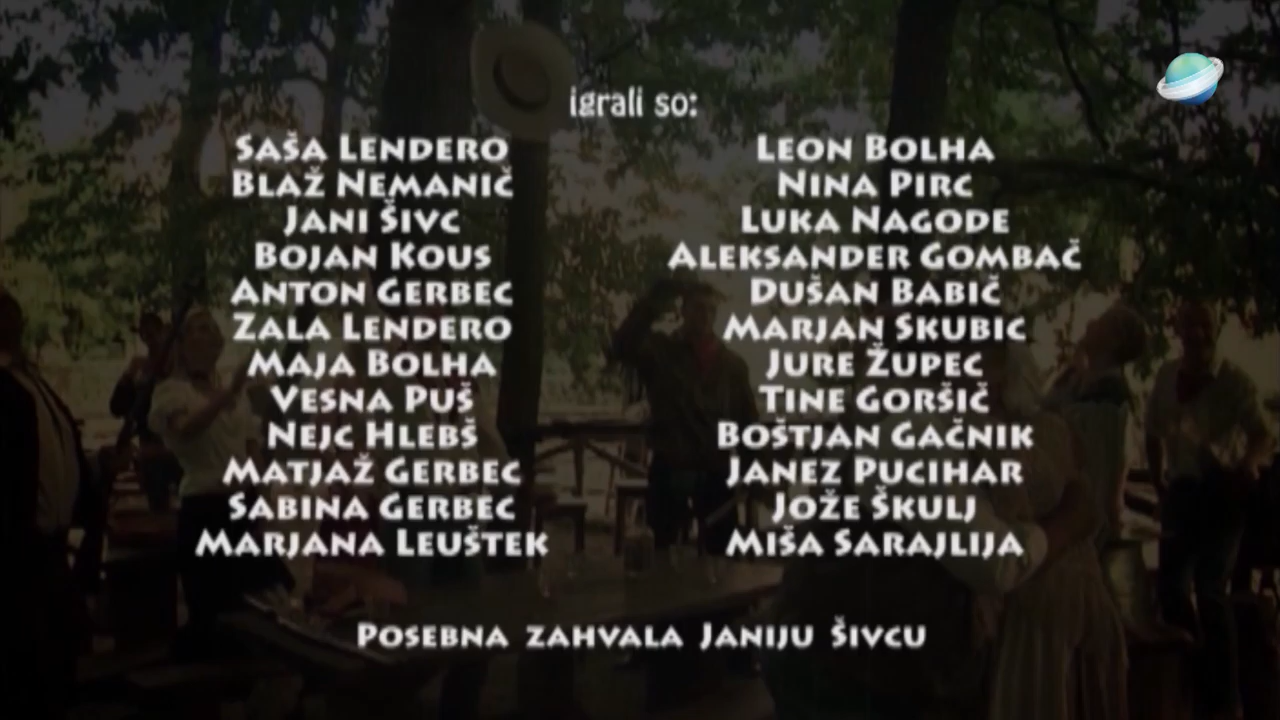 igrali so:
SAŠA LENDERO
BLAŽ NEMANIČ
JANI ŠIVC
BOJAN KOUS
ANTON GERBEC
ZALA LENDERO
MAJA BOLHA
VESNA PUŠ
NEJC HLEBŠ
MATJAŽ GERBEC
SABINA GERBEC
MARJANA LEUŠTEK
LEON BOLHA
NINA PIRC
LUKA NAGODE
ALEKSANDER GOMBAČ
DUŠAN BABIČ
MARJAN SKUBIC
JURE ŽUPEC
TINE GORŠIČ
BOŠTJAN GAČNIK
JANEZ PUCIHAR
JOŽE ŠKULJ
MIŠA SARAJLIJA
POSEBNA ZAHVALA JANIJU ŠIVCU